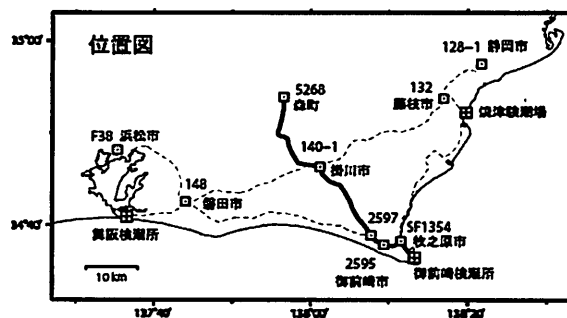 35°00'
位置図
128-1 静岡市
132
藤枝市
焼津験潮場
5268
森町
F38 浜松市
140-1
掛川市
148
磐田市
34°40'
舞阪検潮所
2597
SF1354
牧之原市
2595
御前崎市
御前崎検潮所
10km
137°40'
138°00'
138°20'